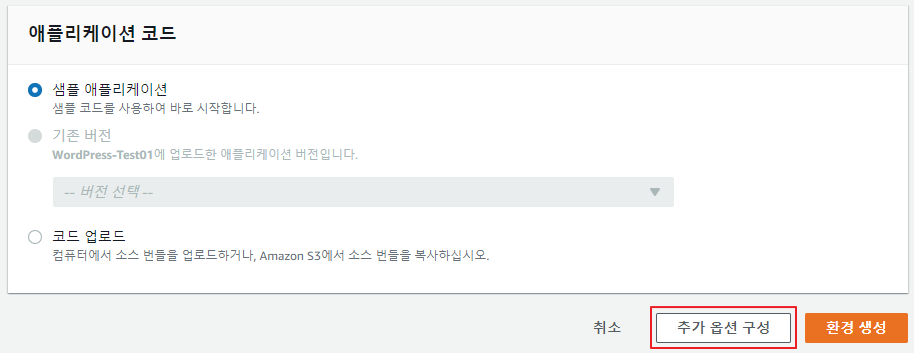 애플리케이션 코드
샘플 애플리케이션
샘플 코드를 사용하여 바로 시작합니다.
기존 버전
WordPress-Test01에 업로드한 애플리케이션 버전입니다.
-- 버전 선택 --
코드 업로드
컴퓨터에서 소스 번들을 업로드하거나, Amazon S3에서 소스 번들을 복사하십시오.
취소 추가 옵션 구성 환경 생성